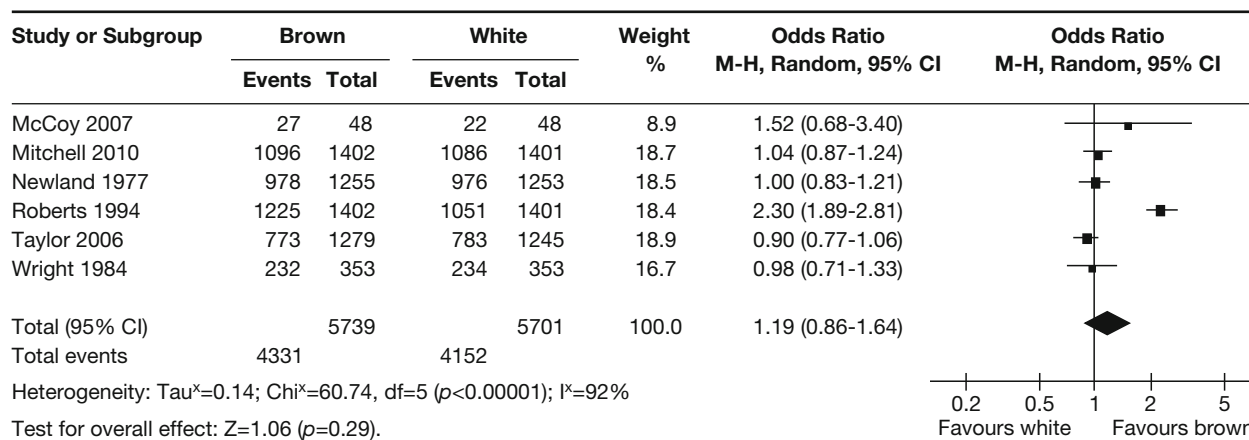 Study or Subgroup Brown White Weight Odds Ratio Odds Ratio
% M-H, Random, 95% CI M-H, Random, 95% CI
Events Total Events Total
McCoy 2007 27 48 22 48 8.9 1.52 (0.68-3.40)
Mitchell 2010 1096 1402 1086 1401 18.7 1.04 (0.87-1.24)
Newland 1977 978 1255 976 1253 18.5 1.00 (0.83-1.21)
Roberts 1994 1225 1402 1051 1401 18.4 2.30 (1.89-2.81)
Taylor 2006 773 1279 783 1245 18.9 0.90 (0.77-1.06)
Wright 1984 232 353 234 353 16.7 0.98 (0.71-1.33)
Total (95% CI) 5739 5701 100.0 1.19 (0.86-1.64)
Total events 4331 4152
Heterogeneity: Tauˣ=0.14; Chiˣ=60.74, df=5 (p<0.00001); Iˣ=92%
0.2 0.5 1 2 5
Test for overall effect: Z=1.06 (p=0.29).
Favours white Favours brown